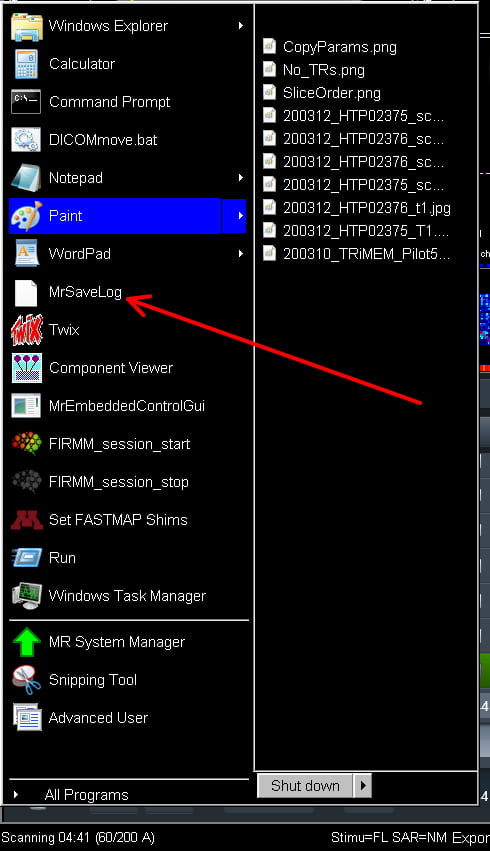 Windows Explorer
Calculator
Command Prompt
DICOMmove.bat
Notepad
Paint
WordPad
MrSaveLog
Twix
Component Viewer
MrEmbeddedControlGui
FIRMM_session_start
FIRMM_session_stop
Set FASTMAP Shims
Run
Windows Task Manager
MR System Manager
Snipping Tool
Advanced User
All Programs
CopyParams.png
No_TRs.png
SliceOrder.png
200312_HTP02375_sc...
200312_HTP02376_sc...
200312_HTP02376_sc...
200312_HTP02375_sc...
200312_HTP02376_t1.jpg
200312_HTP02375_T1....
200310_TRiMEM_Pilot5...
Shut down
Scanning 04:41 (60/200 A)
Stimu=FL SAR=NM Expor